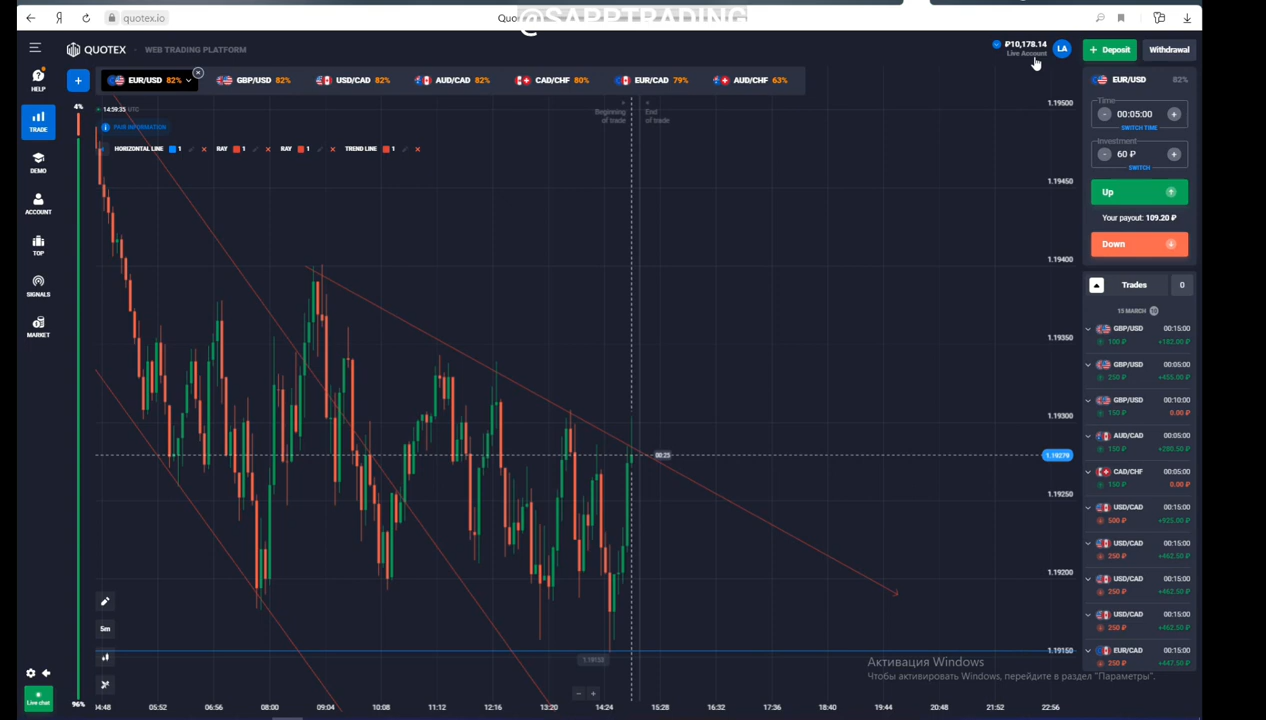 quotex.io
Quo
@SAPPTRADING
QUOTEX
WEB TRADING PLATFORM
₽10,178.14
Live Account
LA
+ Deposit
Withdrawal
HELP
TRADE
DEMO
ACCOUNT
TOP
SIGNALS
MARKET
Live chat
+
EUR/USD 82%
GBP/USD 82%
USD/CAD 82%
AUD/CAD 82%
CAD/CHF 80%
EUR/CAD 79%
AUD/CHF 63%
4%
96%
14:59:35 UTC
PAIR INFORMATION
HORIZONTAL LINE 1
RAY 1
RAY 1
TREND LINE 1
Beginning
of trade
End
of trade
1.19500
1.19450
1.19400
1.19350
1.19300
1.19279
1.19250
1.19200
1.19150
00:25
5m
05:52
06:56
08:00
09:04
10:08
11:12
12:16
13:20
14:24
15:28
16:32
17:36
18:40
19:44
20:48
21:52
22:56
EUR/USD
82%
Time
- 00:05:00 +
SWITCH TIME
Investment
- 60 ₽ +
SWITCH
Up
Your payout: 109.20 ₽
Down
Trades
0
15 MARCH 10
GBP/USD 00:15:00
100 ₽ +182.00 ₽
GBP/USD 00:05:00
250 ₽ +455.00 ₽
GBP/USD 00:10:00
150 ₽ 0.00 ₽
AUD/CAD 00:05:00
150 ₽ +280.50 ₽
CAD/CHF 00:05:00
150 ₽ 0.00 ₽
USD/CAD 00:15:00
500 ₽ +925.00 ₽
USD/CAD 00:15:00
250 ₽ +462.50 ₽
USD/CAD 00:15:00
250 ₽ +462.50 ₽
USD/CAD 00:15:00
250 ₽ +462.50 ₽
EUR/CAD 00:15:00
250 ₽ +447.50 ₽
Активация Windows
Чтобы активировать Windows, перейдите в раздел "Параметры".